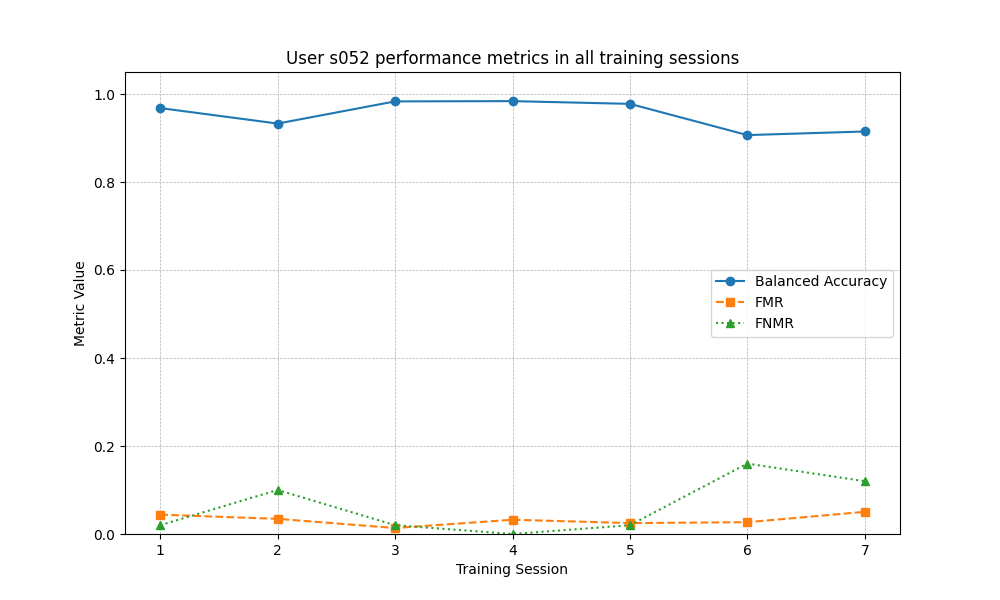 User s052 performance metrics in all training sessions
1.0
0.8
0.6
0.4
0.2
0.0
Metric Value
Balanced Accuracy
FMR
FNMR
1 2 3 4 5 6 7
Training Session